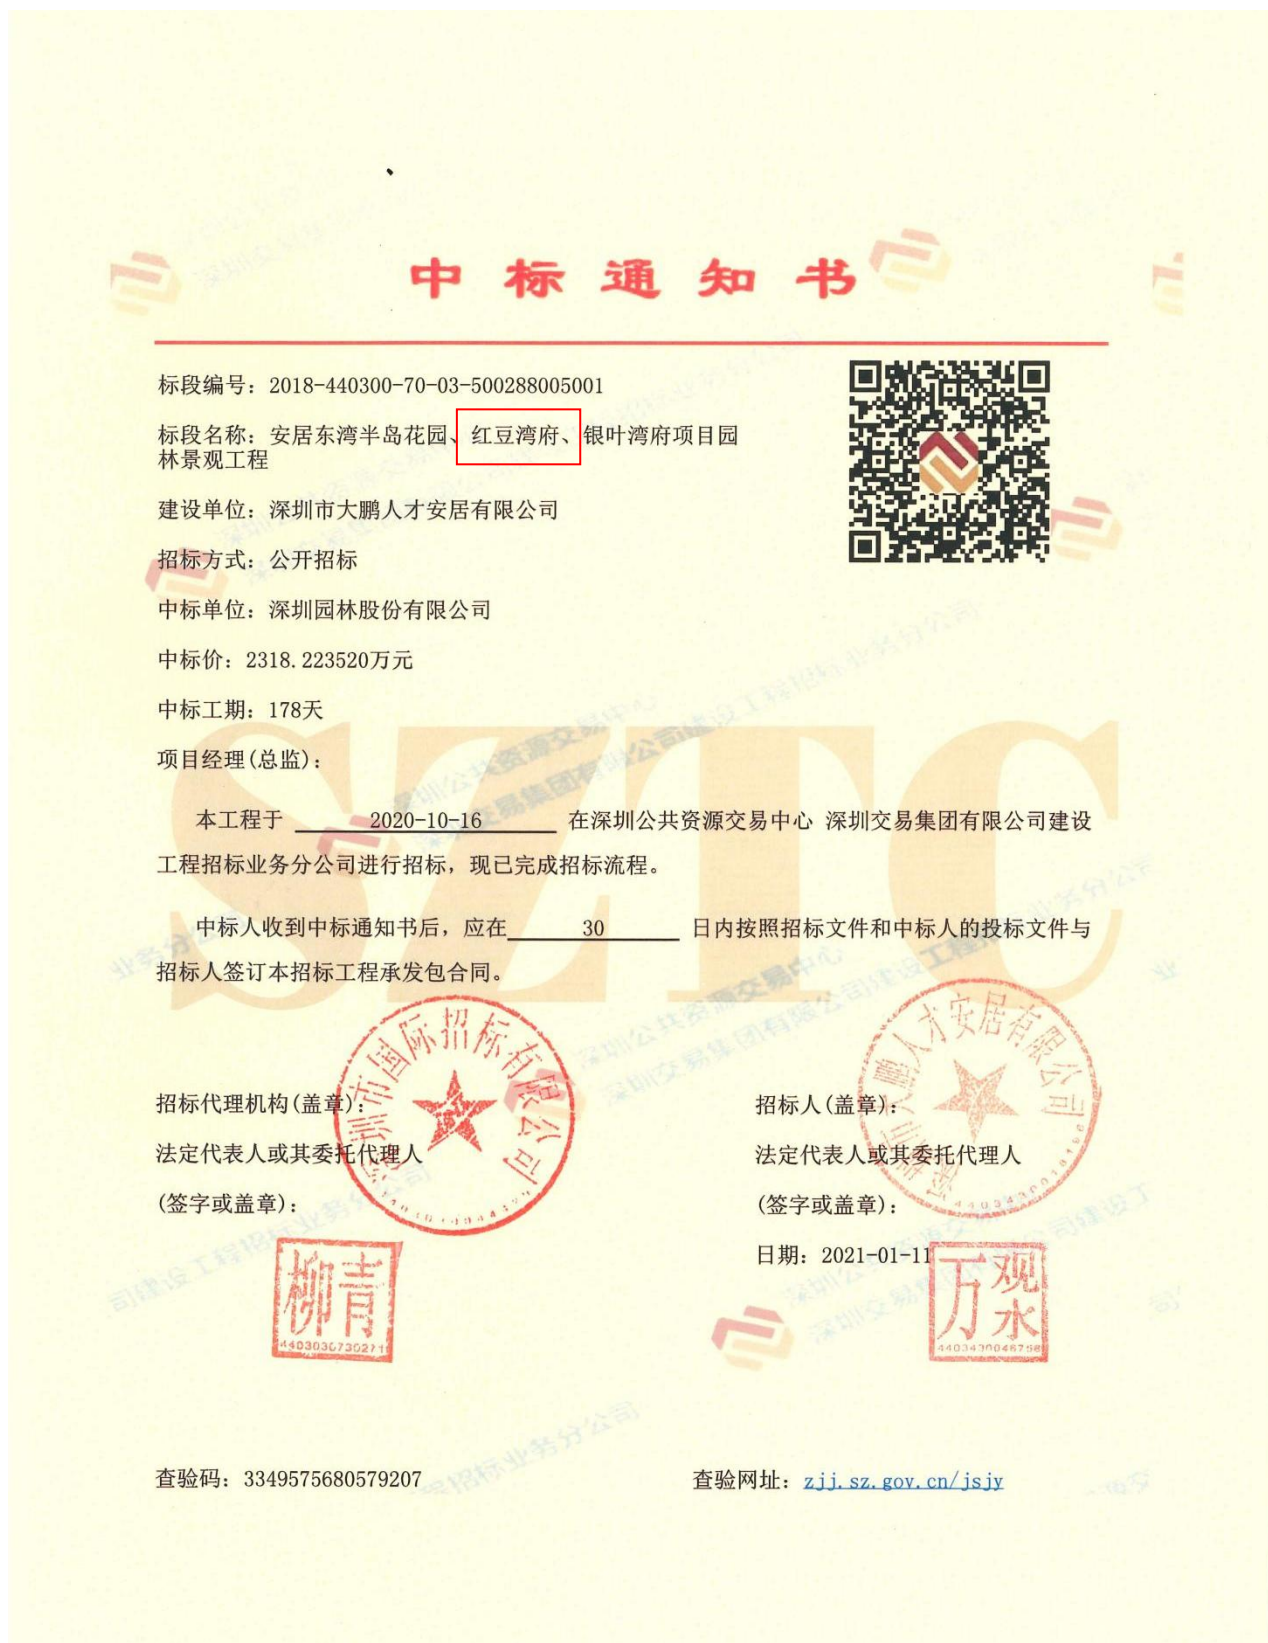 中标通知书
标段编号：2018-440300-70-03-500288005001
标段名称：安居东湾半岛花园、红豆湾府、银叶湾府项目园
林景观工程
建设单位：深圳市大鹏人才安居有限公司
招标方式：公开招标
中标单位：深圳园林股份有限公司
中标价：2318.223520万元
中标工期：178天
项目经理(总监)：
本工程于 2020-10-16 在深圳公共资源交易中心 深圳交易集团有限公司建设
工程招标业务分公司进行招标，现已完成招标流程。
中标人收到中标通知书后，应在 30 日内按照招标文件和中标人的投标文件与
招标人签订本招标工程承发包合同。
SZTC
深圳市国际招标有限公司
深圳市大鹏人才安居有限公司
招标代理机构(盖章)：
招标人(盖章)：
法定代表人或其委托代理人
法定代表人或其委托代理人
(签字或盖章)：
(签字或盖章)：
日期：2021-01-11
柳青
万观水
查验码：3349575680579207
查验网址：zjj.sz.gov.cn/jsjy